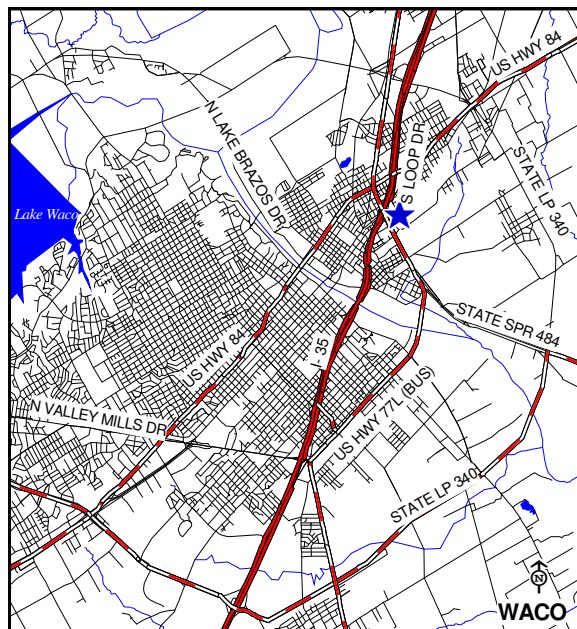 US HWY 84
N LAKE BRAZOS DR
S LOOP DR
STATE LP 340
Lake Waco
STATE SPR 484
US HWY 84
I- 35
N VALLEY MILLS DR
US HWY 77L (BUS)
STATE LP 340
N
WACO